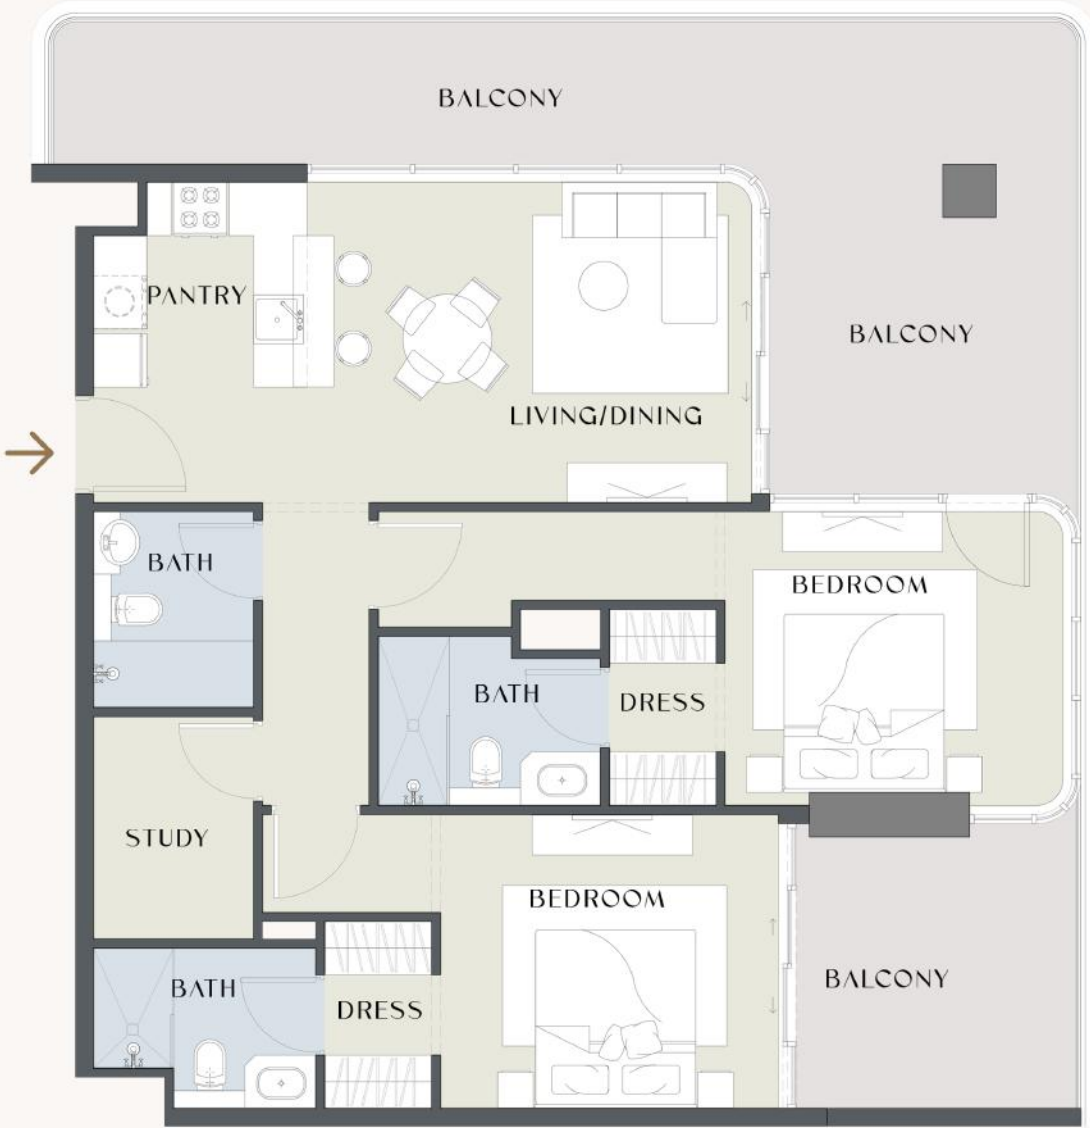 BALCONY
PANTRY
BALCONY
LIVING/DINING
BATH
BEDROOM
BATH
DRESS
STUDY
BEDROOM
BATH
DRESS
BALCONY